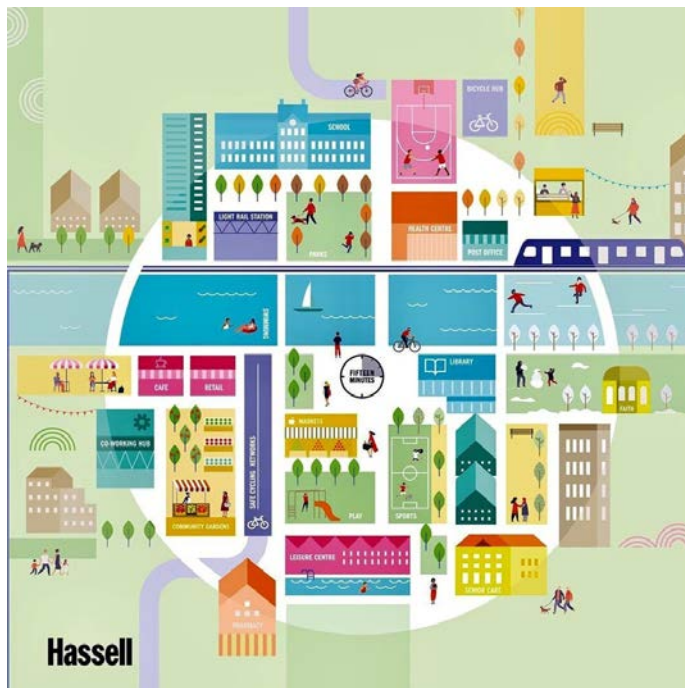 BICYCLE HUB
SCHOOL
LIGHT RAIL STATION
PARKS
HEALTH CENTRE
POST OFFICE
SWIMMING
CAFE
RETAIL
FIFTEEN
MINUTES
LIBRARY
FAITH
CO-WORKING HUB
SAFE CYCLING NETWORKS
MARKETS
COMMUNITY GARDENS
PLAY
SPORTS
LEISURE CENTRE
SENIOR CARE
PHARMACY
Hassell